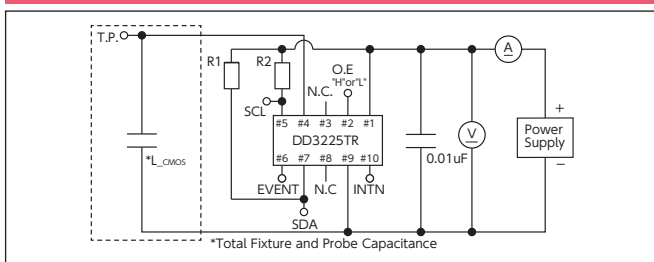 T.P.
R1
R2
O.E
"H"or"L"
N.C.
SCL
A
#5 #4 #3 #2 #1
DD3225TR
#6 #7 #8 #9 #10
*L_CMOS
0.01uF
V
+
Power
Supply
−
EVENT
N.C
INTN
SDA
*Total Fixture and Probe Capacitance